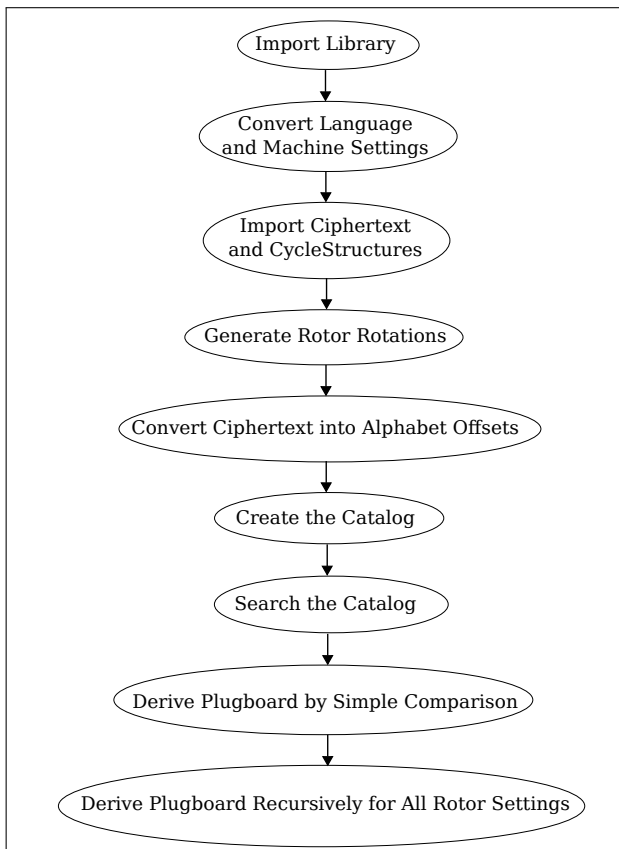 Import Library
Convert Language
and Machine Settings
Import Ciphertext
and CycleStructures
Generate Rotor Rotations
Convert Ciphertext into Alphabet Offsets
Create the Catalog
Search the Catalog
Derive Plugboard by Simple Comparison
Derive Plugboard Recursively for All Rotor Settings